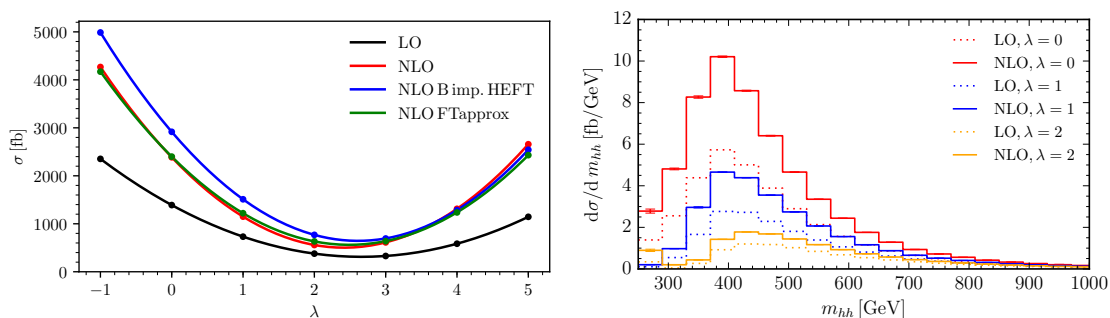 5000
4000
3000
2000
1000
0
σ [fb]
LO
NLO
NLO B imp. HEFT
NLO FTapprox
−1 0 1 2 3 4 5
λ
12
10
8
6
4
2
0
dσ/d m_hh [fb/GeV]
LO, λ = 0
NLO, λ = 0
LO, λ = 1
NLO, λ = 1
LO, λ = 2
NLO, λ = 2
300 400 500 600 700 800 900 1000
m_hh [GeV]